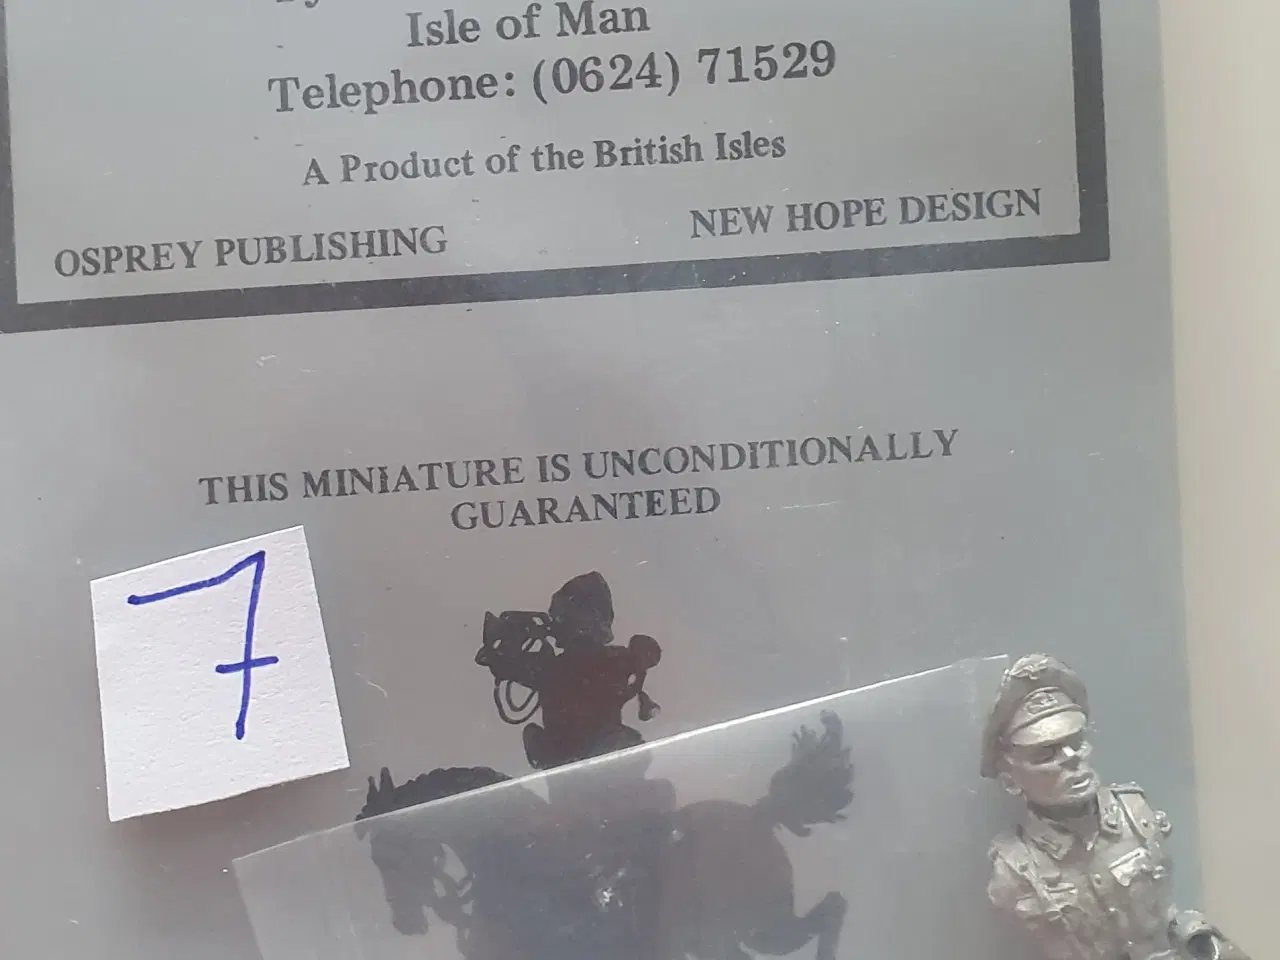 Isle of Man
Telephone: (0624) 71529
A Product of the British Isles
OSPREY PUBLISHING
NEW HOPE DESIGN
THIS MINIATURE IS UNCONDITIONALLY
GUARANTEED
7